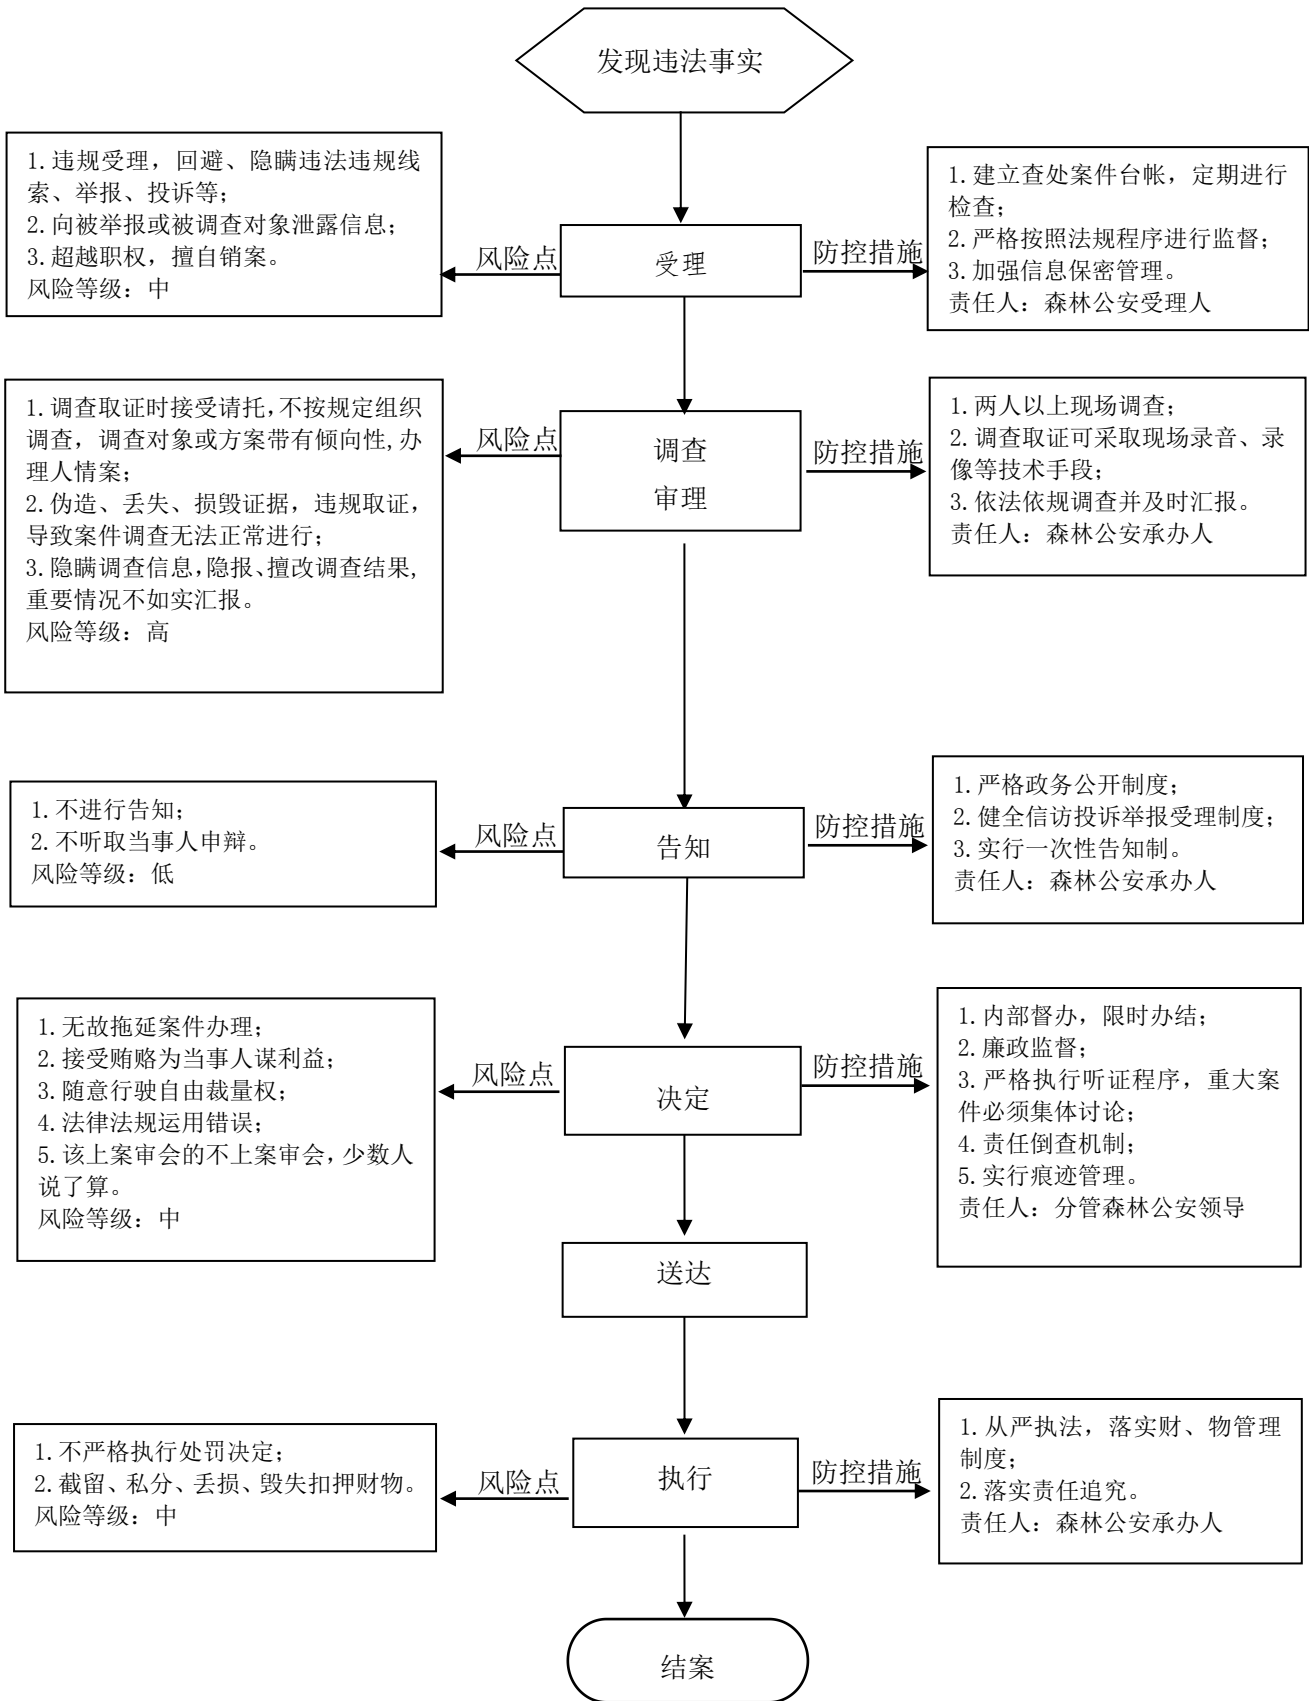 发现违法事实
1.违规受理，回避、隐瞒违法违规线
索、举报、投诉等；
2.向被举报或被调查对象泄露信息；
3.超越职权，擅自销案。
风险等级：中
风险点
受理
防控措施
1.建立查处案件台帐，定期进行
检查；
2.严格按照法规程序进行监督；
3.加强信息保密管理。
责任人：森林公安受理人
1.调查取证时接受请托，不按规定组织
调查，调查对象或方案带有倾向性,办
理人情案；
2.伪造、丢失、损毁证据，违规取证，
导致案件调查无法正常进行；
3.隐瞒调查信息，隐报、擅改调查结果，
重要情况不如实汇报。
风险等级：高
风险点
调查
审理
防控措施
1.两人以上现场调查；
2.调查取证可采取现场录音、录
像等技术手段；
3.依法依规调查并及时汇报。
责任人：森林公安承办人
1.不进行告知；
2.不听取当事人申辩。
风险等级：低
风险点
告知
防控措施
1.严格政务公开制度；
2.健全信访投诉举报受理制度；
3.实行一次性告知制。
责任人：森林公安承办人
1.无故拖延案件办理；
2.接受贿赂为当事人谋利益；
3.随意行驶自由裁量权；
4.法律法规运用错误；
5.该上案审会的不上案审会，少数人
说了算。
风险等级：中
风险点
决定
防控措施
1.内部督办，限时办结；
2.廉政监督；
3.严格执行听证程序，重大案
件必须集体讨论；
4.责任倒查机制；
5.实行痕迹管理。
责任人：分管森林公安领导
送达
1.不严格执行处罚决定；
2.截留、私分、丢损、毁失扣押财物。
风险等级：中
风险点
执行
防控措施
1.从严执法，落实财、物管理
制度；
2.落实责任追究。
责任人：森林公安承办人
结案